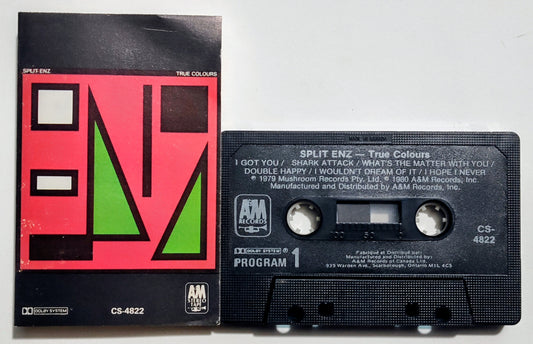 SPLIT ENZ
TRUE COLOURS
DOLBY SYSTEM
CS-4822
A&M
RECORDS
SPLIT ENZ — True Colours
I GOT YOU / SHARK ATTACK / WHAT'S THE MATTER WITH YOU /
DOUBLE HAPPY / I WOULDN'T DREAM OF IT / I HOPE I NEVER
℗ 1979 Mushroom Records Pty. Ltd. © 1980 A&M Records, Inc.
Manufactured and Distributed by A&M Records, Inc.
A&M
RECORDS
CS-
4822
DOLBY SYSTEM
PROGRAM 1
100 50 0
Fabriqué et Distribué par:
Manufactured and Distributed by:
A&M Records of Canada Ltd.
939 Warden Ave., Scarborough, Ontario M1L 4C5